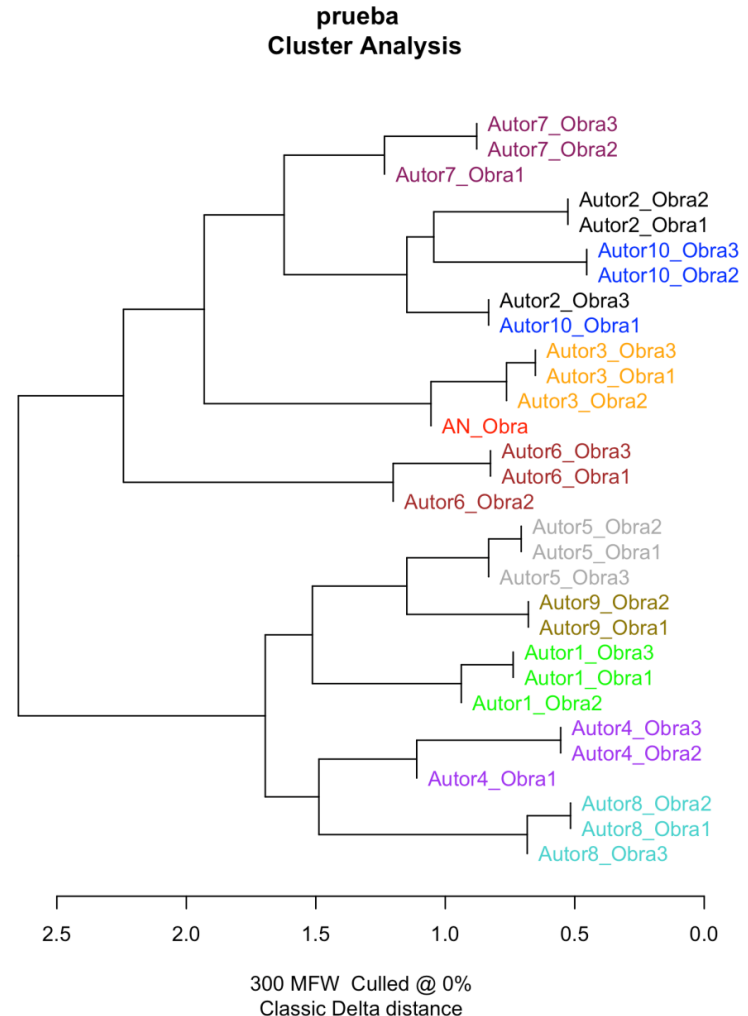 prueba
Cluster Analysis
Autor7_Obra3
Autor7_Obra2
Autor7_Obra1
Autor2_Obra2
Autor2_Obra1
Autor10_Obra3
Autor10_Obra2
Autor2_Obra3
Autor10_Obra1
Autor3_Obra3
Autor3_Obra1
Autor3_Obra2
AN_Obra
Autor6_Obra3
Autor6_Obra1
Autor6_Obra2
Autor5_Obra2
Autor5_Obra1
Autor5_Obra3
Autor9_Obra2
Autor9_Obra1
Autor1_Obra3
Autor1_Obra1
Autor1_Obra2
Autor4_Obra3
Autor4_Obra2
Autor4_Obra1
Autor8_Obra2
Autor8_Obra1
Autor8_Obra3
2.5 2.0 1.5 1.0 0.5 0.0
300 MFW Culled @ 0%
Classic Delta distance